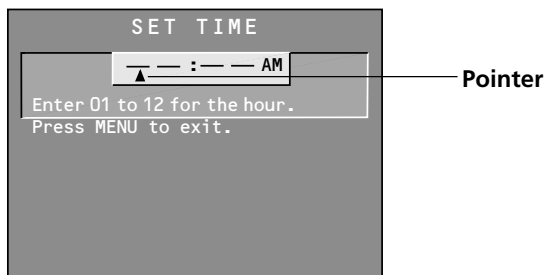 SET TIME
— — : — — AM
Pointer
Enter 01 to 12 for the hour.
Press MENU to exit.